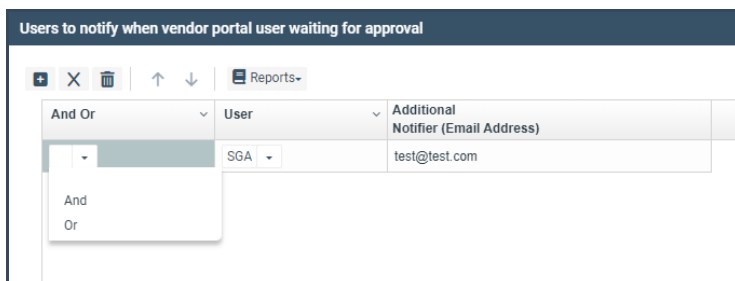 Users to notify when vendor portal user waiting for approval
Reports
And Or
User
Additional
Notifier (Email Address)
SGA
test@test.com
And
Or